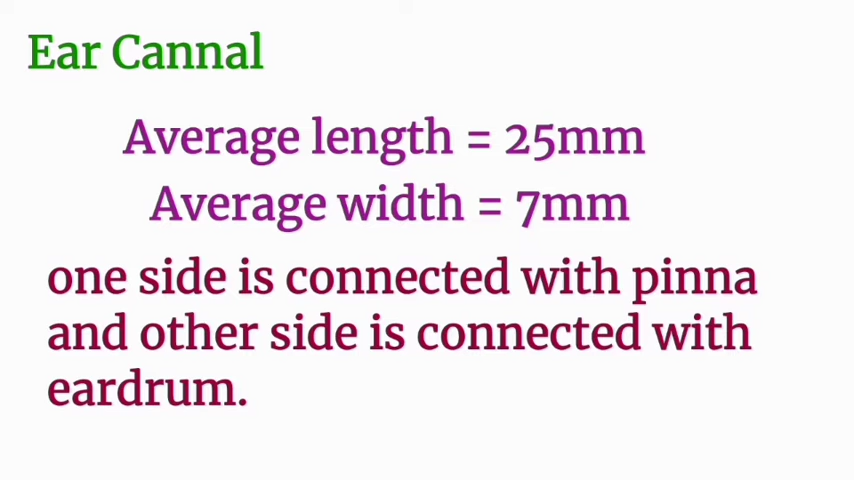 Ear Cannal
Average length = 25mm
Average width = 7mm
one side is connected with pinna
and other side is connected with
eardrum.